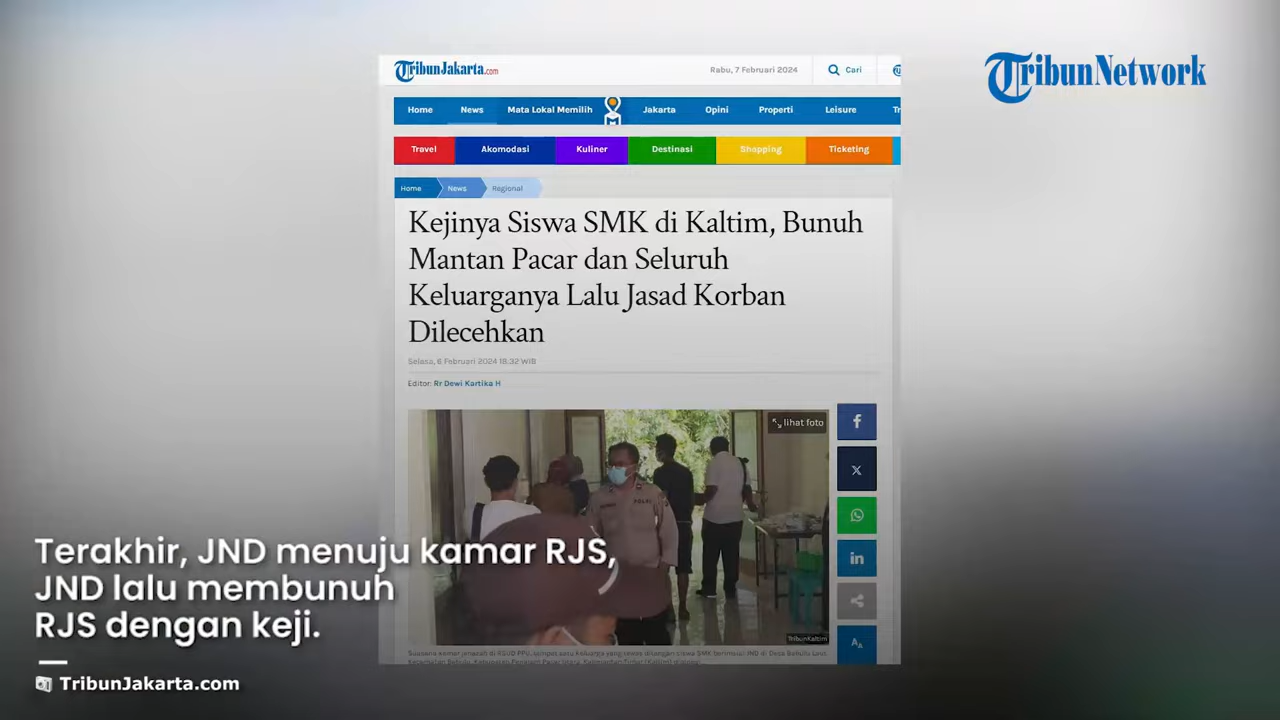 TribunJakarta.com
Rabu, 7 Februari 2024
Cari
TribunNetwork
Home News Mata Lokal Memilih Jakarta Opini Properti Leisure
Travel Akomodasi Kuliner Destinasi Shopping Ticketing
Home News Regional
Kejinya Siswa SMK di Kaltim, Bunuh
Mantan Pacar dan Seluruh
Keluarganya Lalu Jasad Korban
Dilecehkan
Selasa, 6 Februari 2024 18:32 WIB
Editor: Rr Dewi Kartika H
lihat foto
POLRI
TribunKaltim
Terakhir, JND menuju kamar RJS,
JND lalu membunuh
RJS dengan keji.
TribunJakarta.com